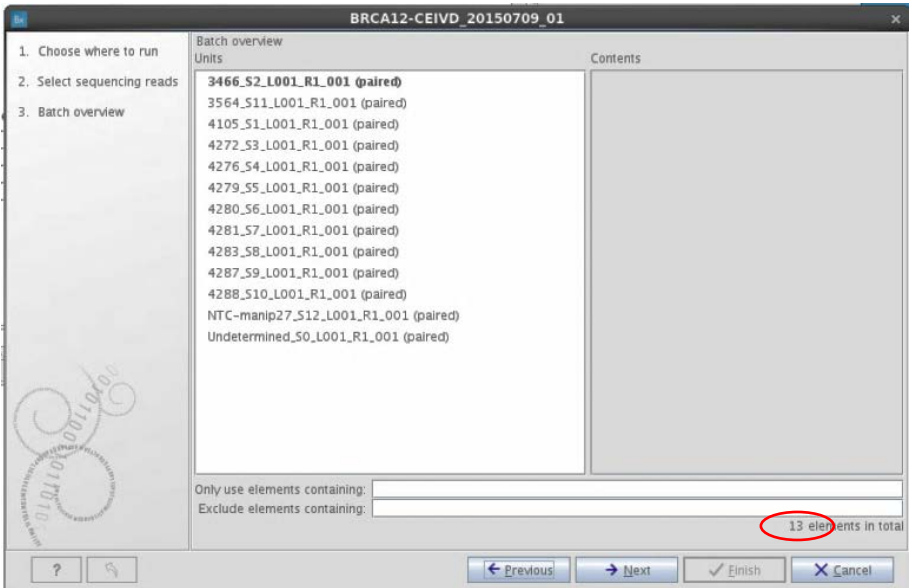 Bx
BRCA12-CEIVD_20150709_01
1. Choose where to run
2. Select sequencing reads
3. Batch overview
Batch overview
Units
Contents
3466_S2_L001_R1_001 (paired)
3564_S11_L001_R1_001 (paired)
4105_S1_L001_R1_001 (paired)
4272_S3_L001_R1_001 (paired)
4276_S4_L001_R1_001 (paired)
4279_S5_L001_R1_001 (paired)
4280_S6_L001_R1_001 (paired)
4281_S7_L001_R1_001 (paired)
4283_S8_L001_R1_001 (paired)
4287_S9_L001_R1_001 (paired)
4288_S10_L001_R1_001 (paired)
NTC-manip27_S12_L001_R1_001 (paired)
Undetermined_S0_L001_R1_001 (paired)
Only use elements containing:
Exclude elements containing:
13 elements in total
? Previous Next Finish Cancel